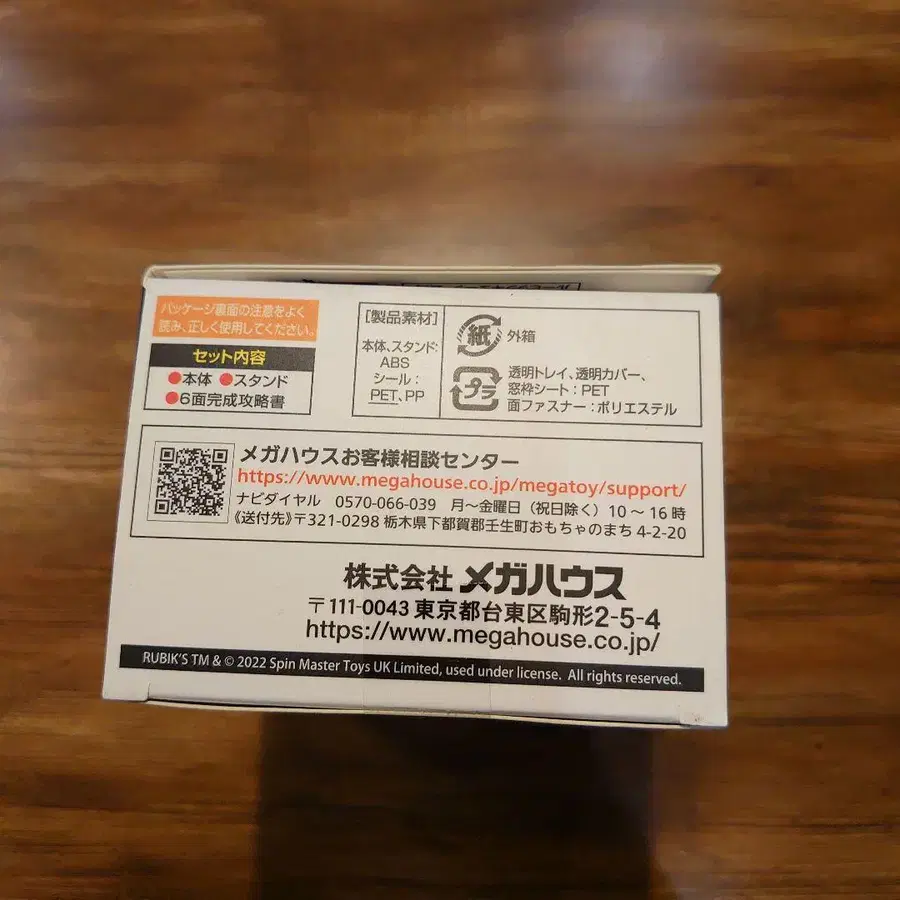 パッケージ裏面の注意をよく
読み、正しく使用してください。
セット内容
●本体 ●スタンド
●6面完成攻略書
[製品素材]
本体、スタンド:
ABS
シール:
PET、PP
紙
外箱
プラ
透明トレイ、透明カバー、
窓枠シート:PET
面ファスナー:ポリエステル
メガハウスお客様相談センター
https://www.megahouse.co.jp/megatoy/support/
ナビダイヤル 0570-066-039 月~金曜日(祝日除く)10~16時
《送付先》〒321-0298 栃木県下都賀郡壬生町おもちゃのまち4-2-20
株式会社 メガハウス
〒111-0043 東京都台東区駒形2-5-4
https://www.megahouse.co.jp/
RUBIK'S TM & © 2022 Spin Master Toys UK Limited, used under license. All rights reserved.